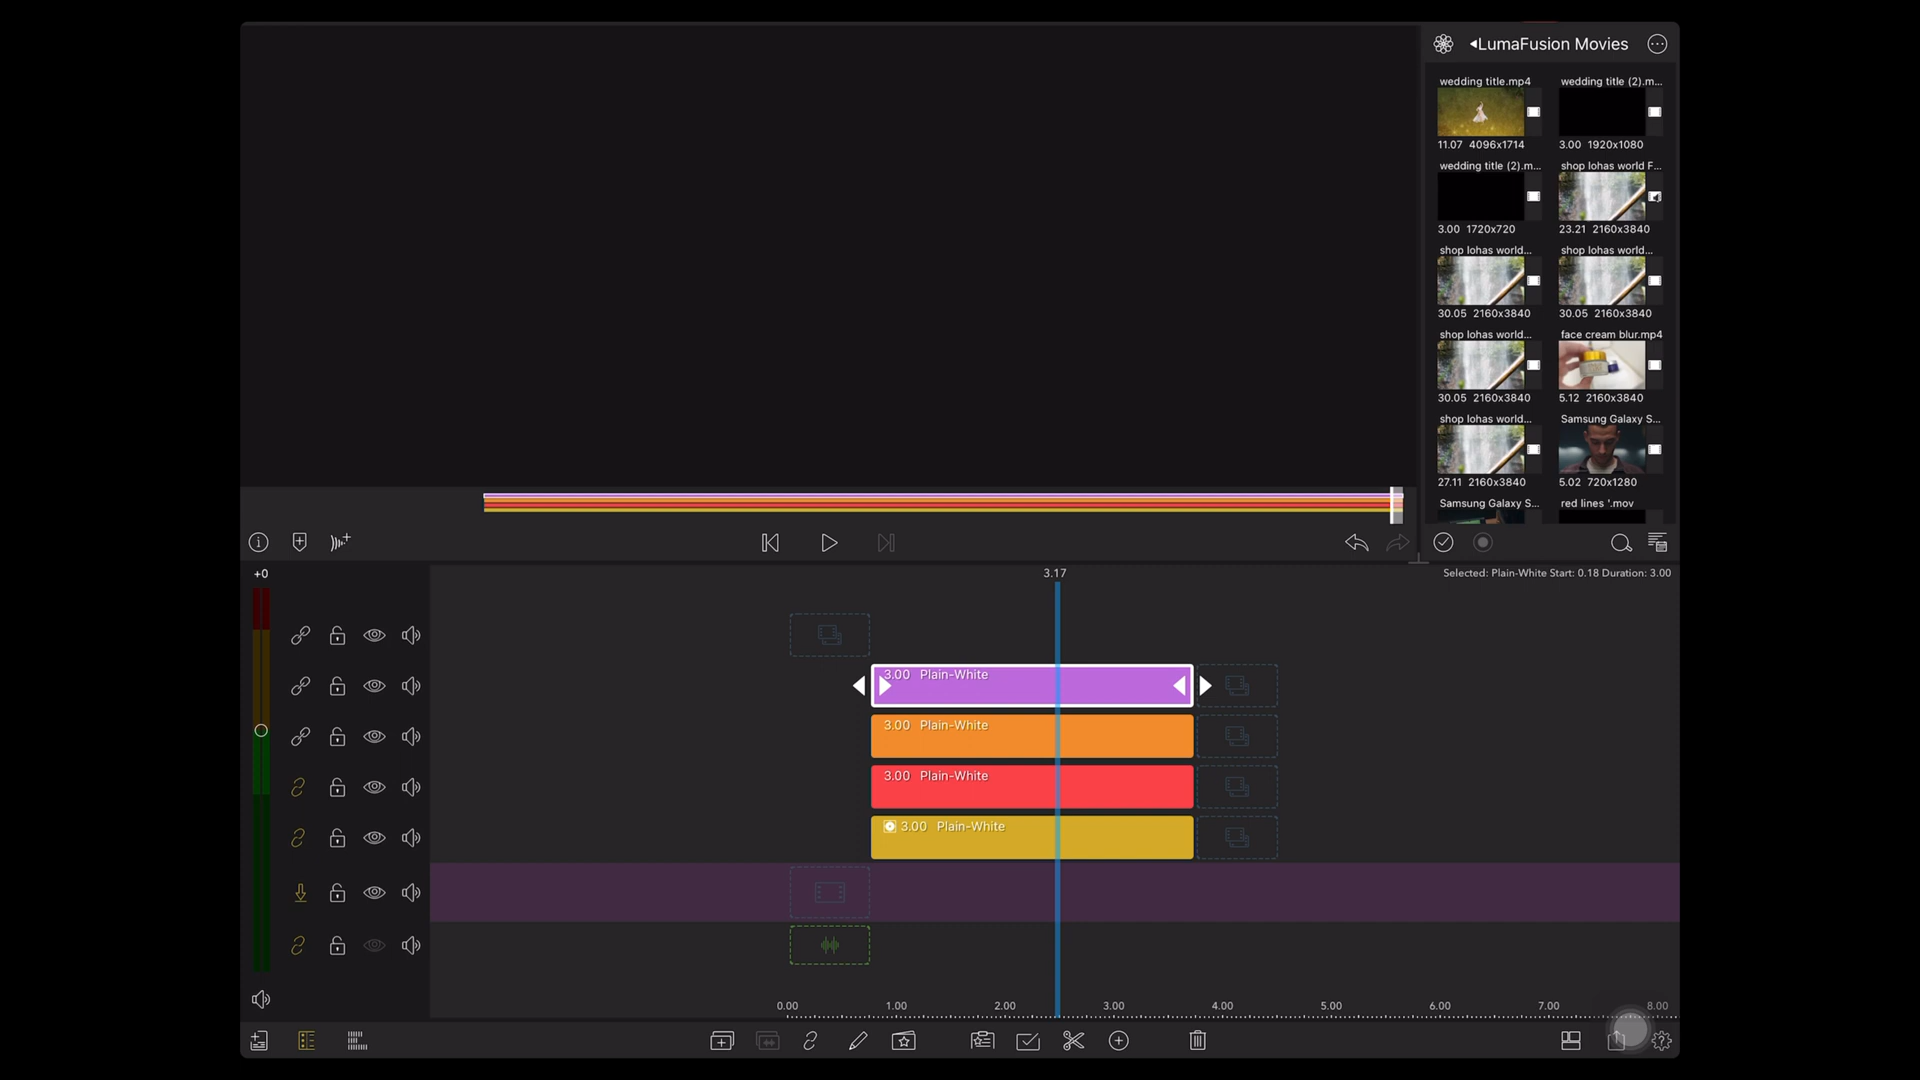 ◂LumaFusion Movies
wedding title.mp4
wedding title (2).m...
11.07 4096x1714
3.00 1920x1080
wedding title (2).m...
shop lohas world F...
3.00 1720x720
23.21 2160x3840
shop lohas world...
shop lohas world...
30.05 2160x3840
30.05 2160x3840
shop lohas world...
face cream blur.mp4
30.05 2160x3840
5.12 2160x3840
shop lohas world...
Samsung Galaxy S...
27.11 2160x3840
5.02 720x1280
Samsung Galaxy S...
red lines '.mov
+0
3.17
Selected: Plain-White Start: 0.18 Duration: 3.00
3.00 Plain-White
3.00 Plain-White
3.00 Plain-White
3.00 Plain-White
0.00 1.00 2.00 3.00 4.00 5.00 6.00 7.00 8.00